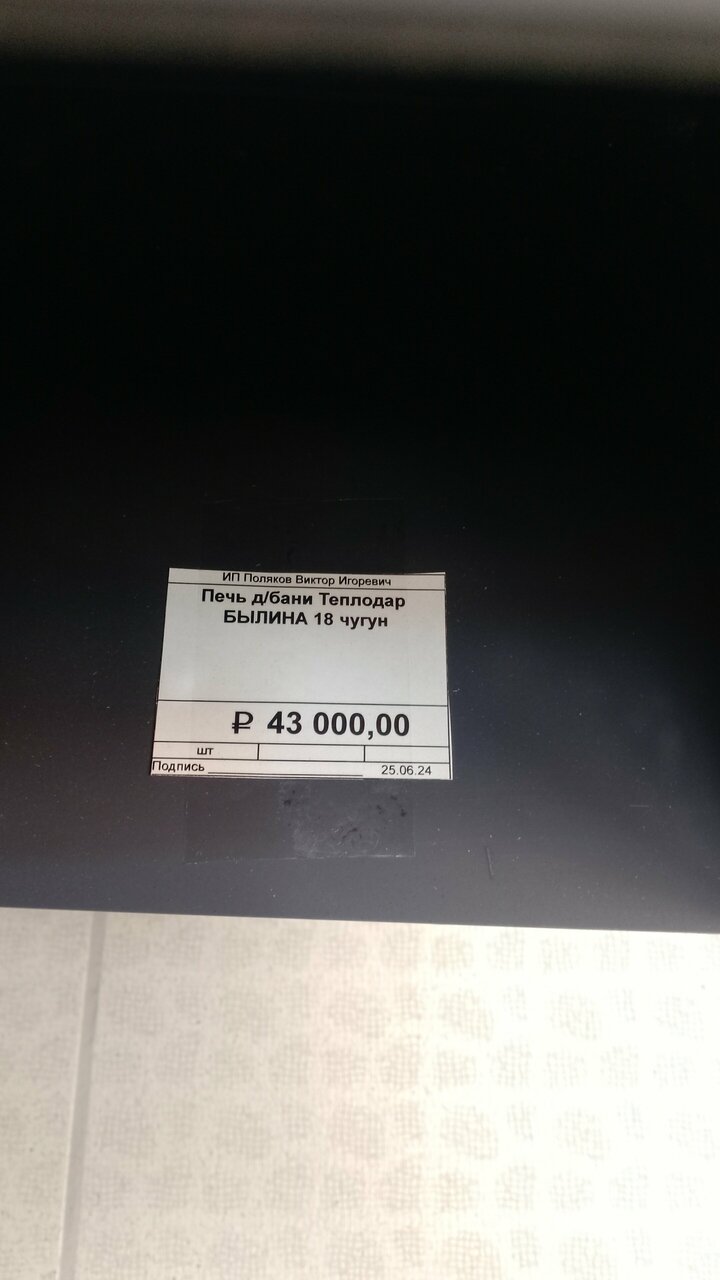 ИП Поляков Виктор Игоревич
Печь д/бани Теплодар
БЫЛИНА 18 чугун
₽ 43 000,00
шт
Подпись 25.06.24